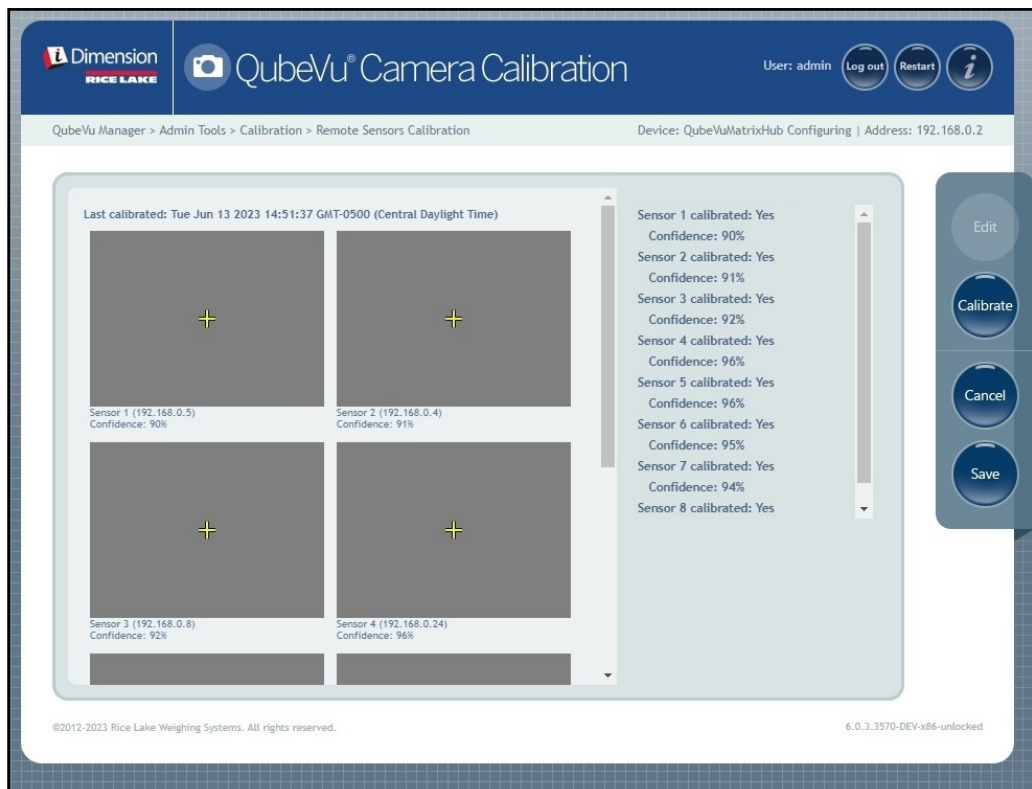 i Dimension
RICE LAKE
QubeVu® Camera Calibration
User: admin
Log out
Restart
i
QubeVu Manager > Admin Tools > Calibration > Remote Sensors Calibration
Device: QubeVuMatrixHub Configuring | Address: 192.168.0.2
Last calibrated: Tue Jun 13 2023 14:51:37 GMT-0500 (Central Daylight Time)
Sensor 1 (192.168.0.5)
Confidence: 90%
Sensor 2 (192.168.0.4)
Confidence: 91%
Sensor 3 (192.168.0.8)
Confidence: 92%
Sensor 4 (192.168.0.24)
Confidence: 96%
Sensor 1 calibrated: Yes
Confidence: 90%
Sensor 2 calibrated: Yes
Confidence: 91%
Sensor 3 calibrated: Yes
Confidence: 92%
Sensor 4 calibrated: Yes
Confidence: 96%
Sensor 5 calibrated: Yes
Confidence: 96%
Sensor 6 calibrated: Yes
Confidence: 95%
Sensor 7 calibrated: Yes
Confidence: 94%
Sensor 8 calibrated: Yes
Edit
Calibrate
Cancel
Save
©2012-2023 Rice Lake Weighing Systems. All rights reserved.
6.0.3.3570-DEV-x86-unlocked